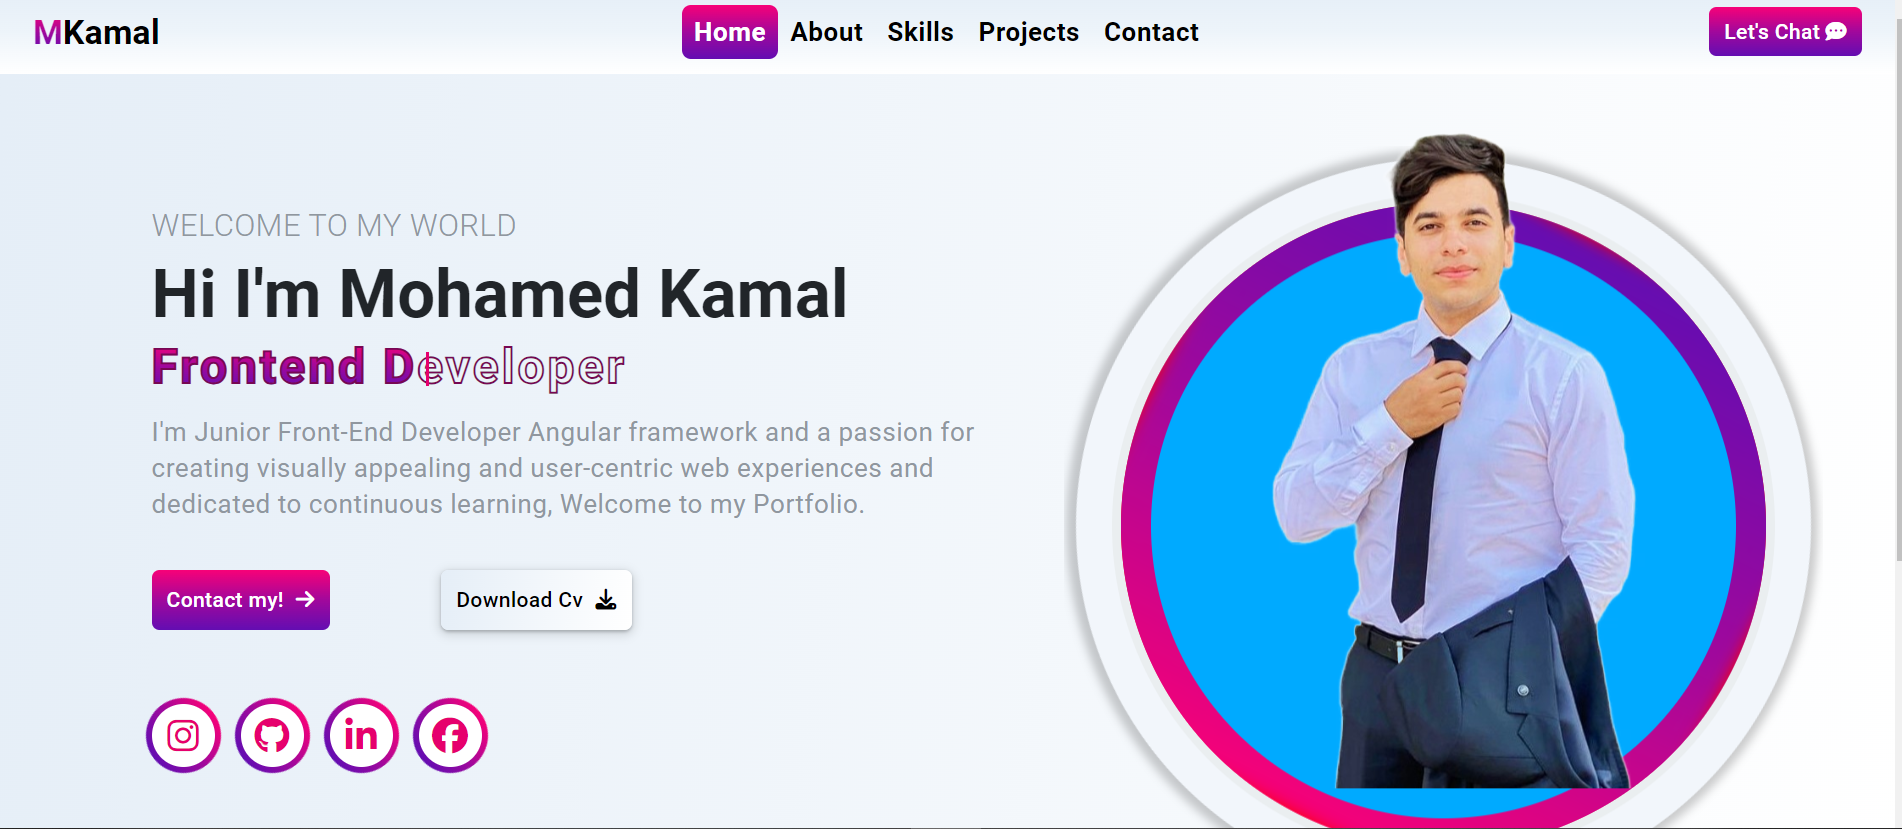 MKamal
Home About Skills Projects Contact
Let's Chat
WELCOME TO MY WORLD
Hi I'm Mohamed Kamal
Frontend Developer
I'm Junior Front-End Developer Angular framework and a passion for
creating visually appealing and user-centric web experiences and
dedicated to continuous learning, Welcome to my Portfolio.
Contact my!
Download Cv